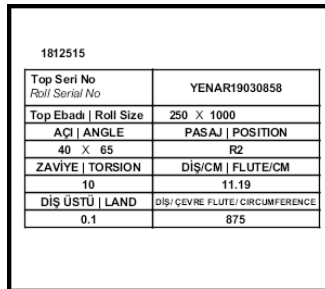 1812515
Top Seri No
Roll Serial No
YENAR19030858
Top Ebadı | Roll Size 250 X 1000
AÇI | ANGLE PASAJ | POSITION
40 X 65 R2
ZAVİYE | TORSION DİŞ/CM | FLUTE/CM
10 11.19
DİŞ ÜSTÜ | LAND DİŞ/ ÇEVRE FLUTE/ CIRCUMFERENCE
0.1 875